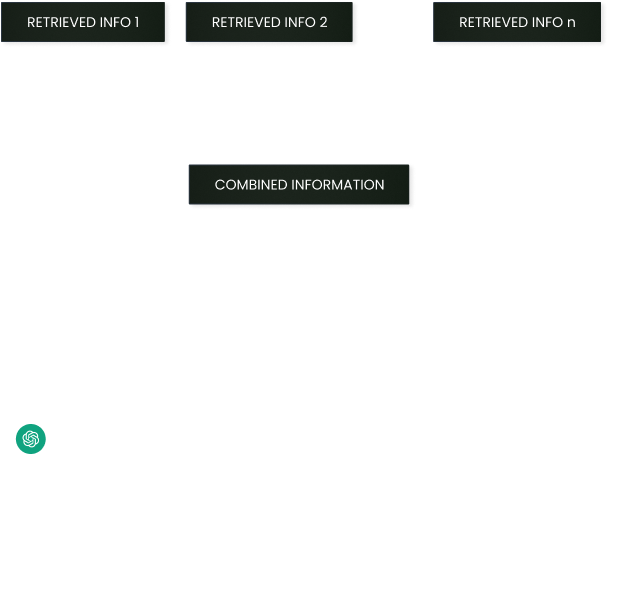 RETRIEVED INFO 1
RETRIEVED INFO 2
RETRIEVED INFO n
COMBINED INFORMATION